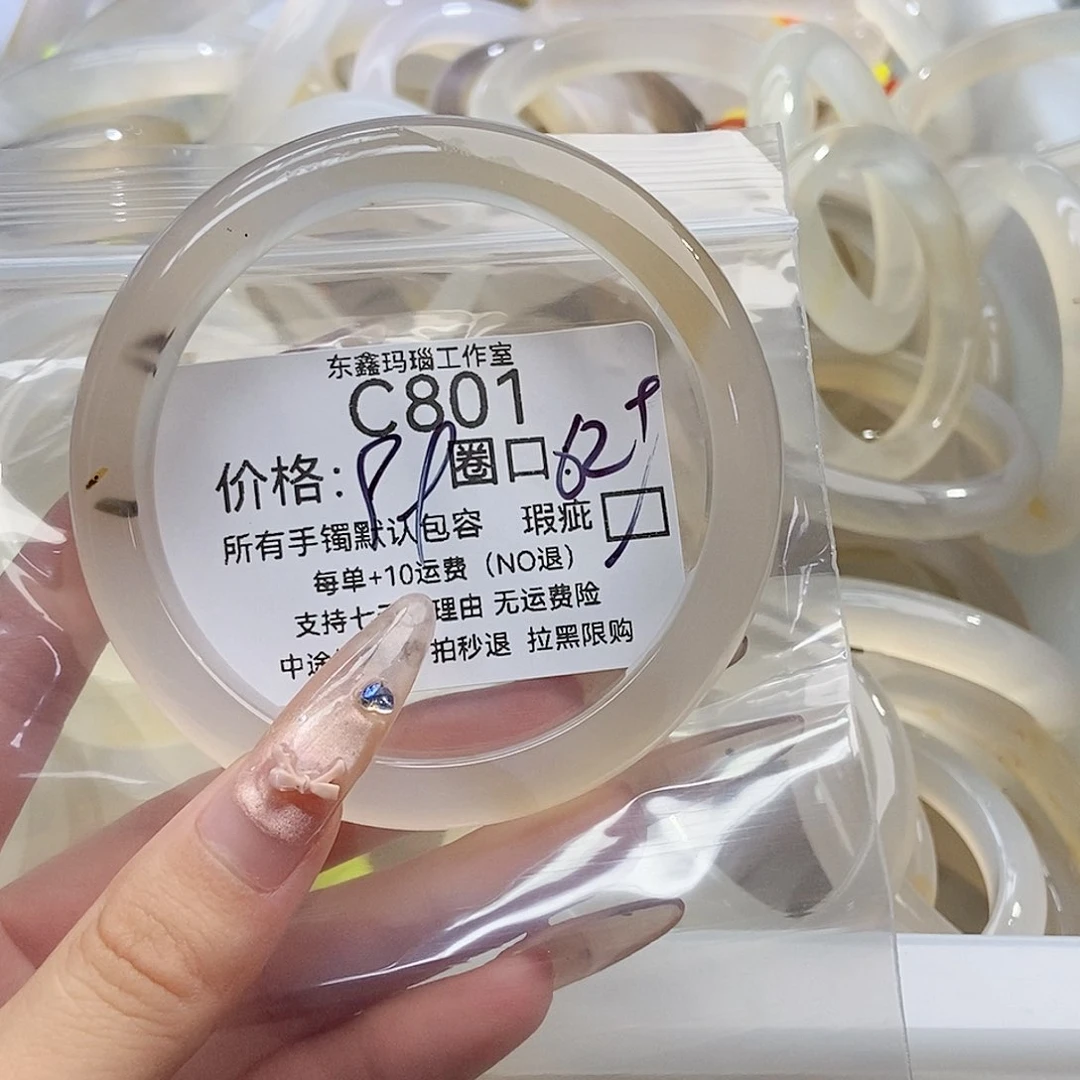 东鑫玛瑙工作室
C801
价格: 圈口 62+
所有手镯默认包容 瑕疵
每单+10运费（NO退）
支持七 理由 无运费险
中途 拍秒退 拉黑限购